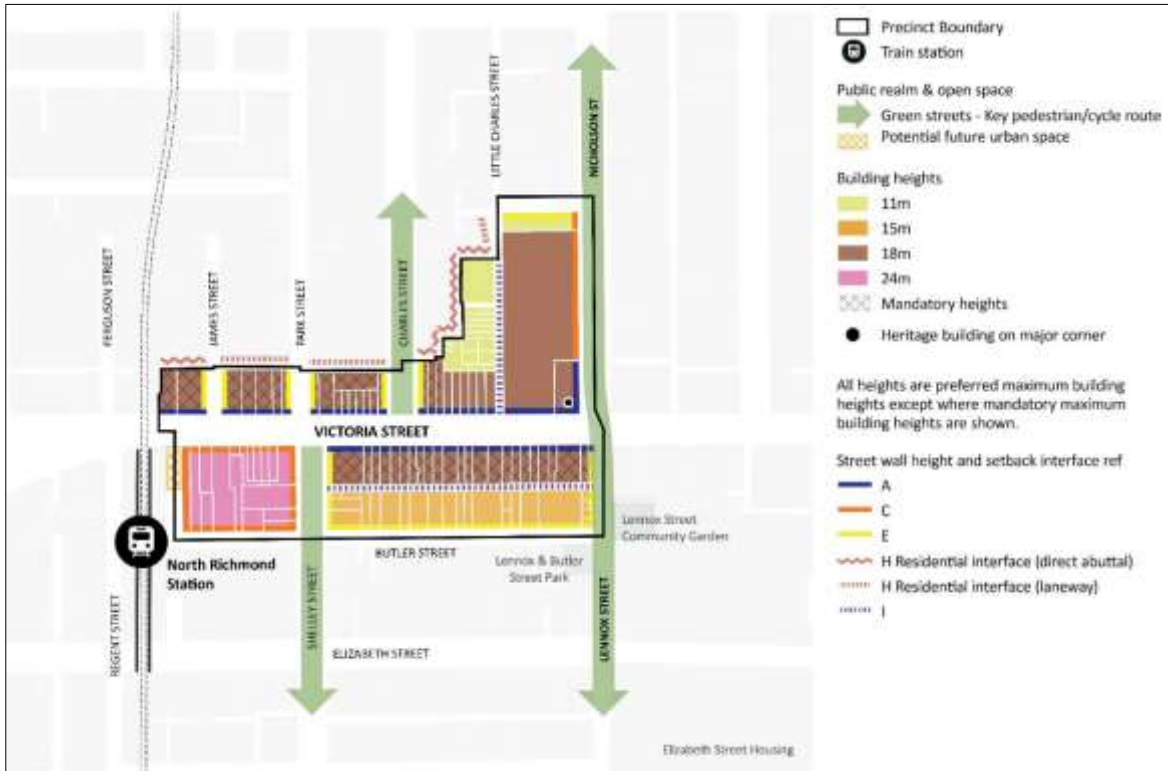 FERGUSON STREET
JAMES STREET
PARK STREET
CHARLES STREET
LITTLE CHARLES STREET
NICHOLSON ST
VICTORIA STREET
North Richmond
Station
REGENT STREET
SHELLEY STREET
BUTLER STREET
ELIZABETH STREET
Lennox & Butler
Street Park
LENNOX STREET
Lennox Street
Community Garden
Elizabeth Street Housing
Precinct Boundary
Train station
Public realm & open space
Green streets - Key pedestrian/cycle route
Potential future urban space
Building heights
11m
15m
18m
24m
Mandatory heights
Heritage building on major corner
All heights are preferred maximum building
heights except where mandatory maximum
building heights are shown.
Street wall height and setback interface ref
A
C
E
H Residential interface (direct abuttal)
H Residential interface (laneway)
I